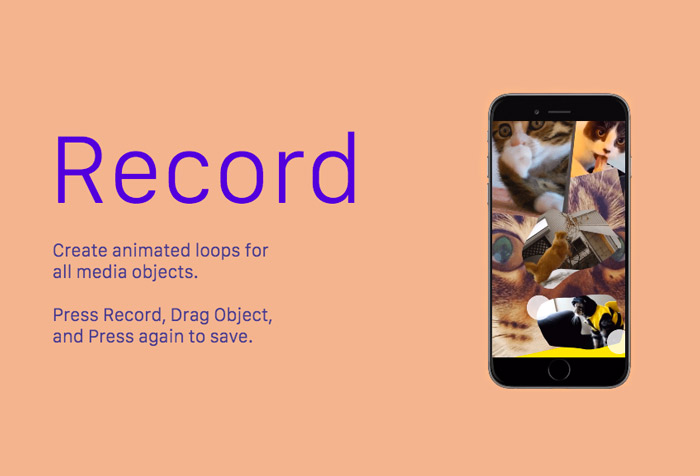 Record
Create animated loops for
all media objects.
Press Record, Drag Object,
and Press again to save.